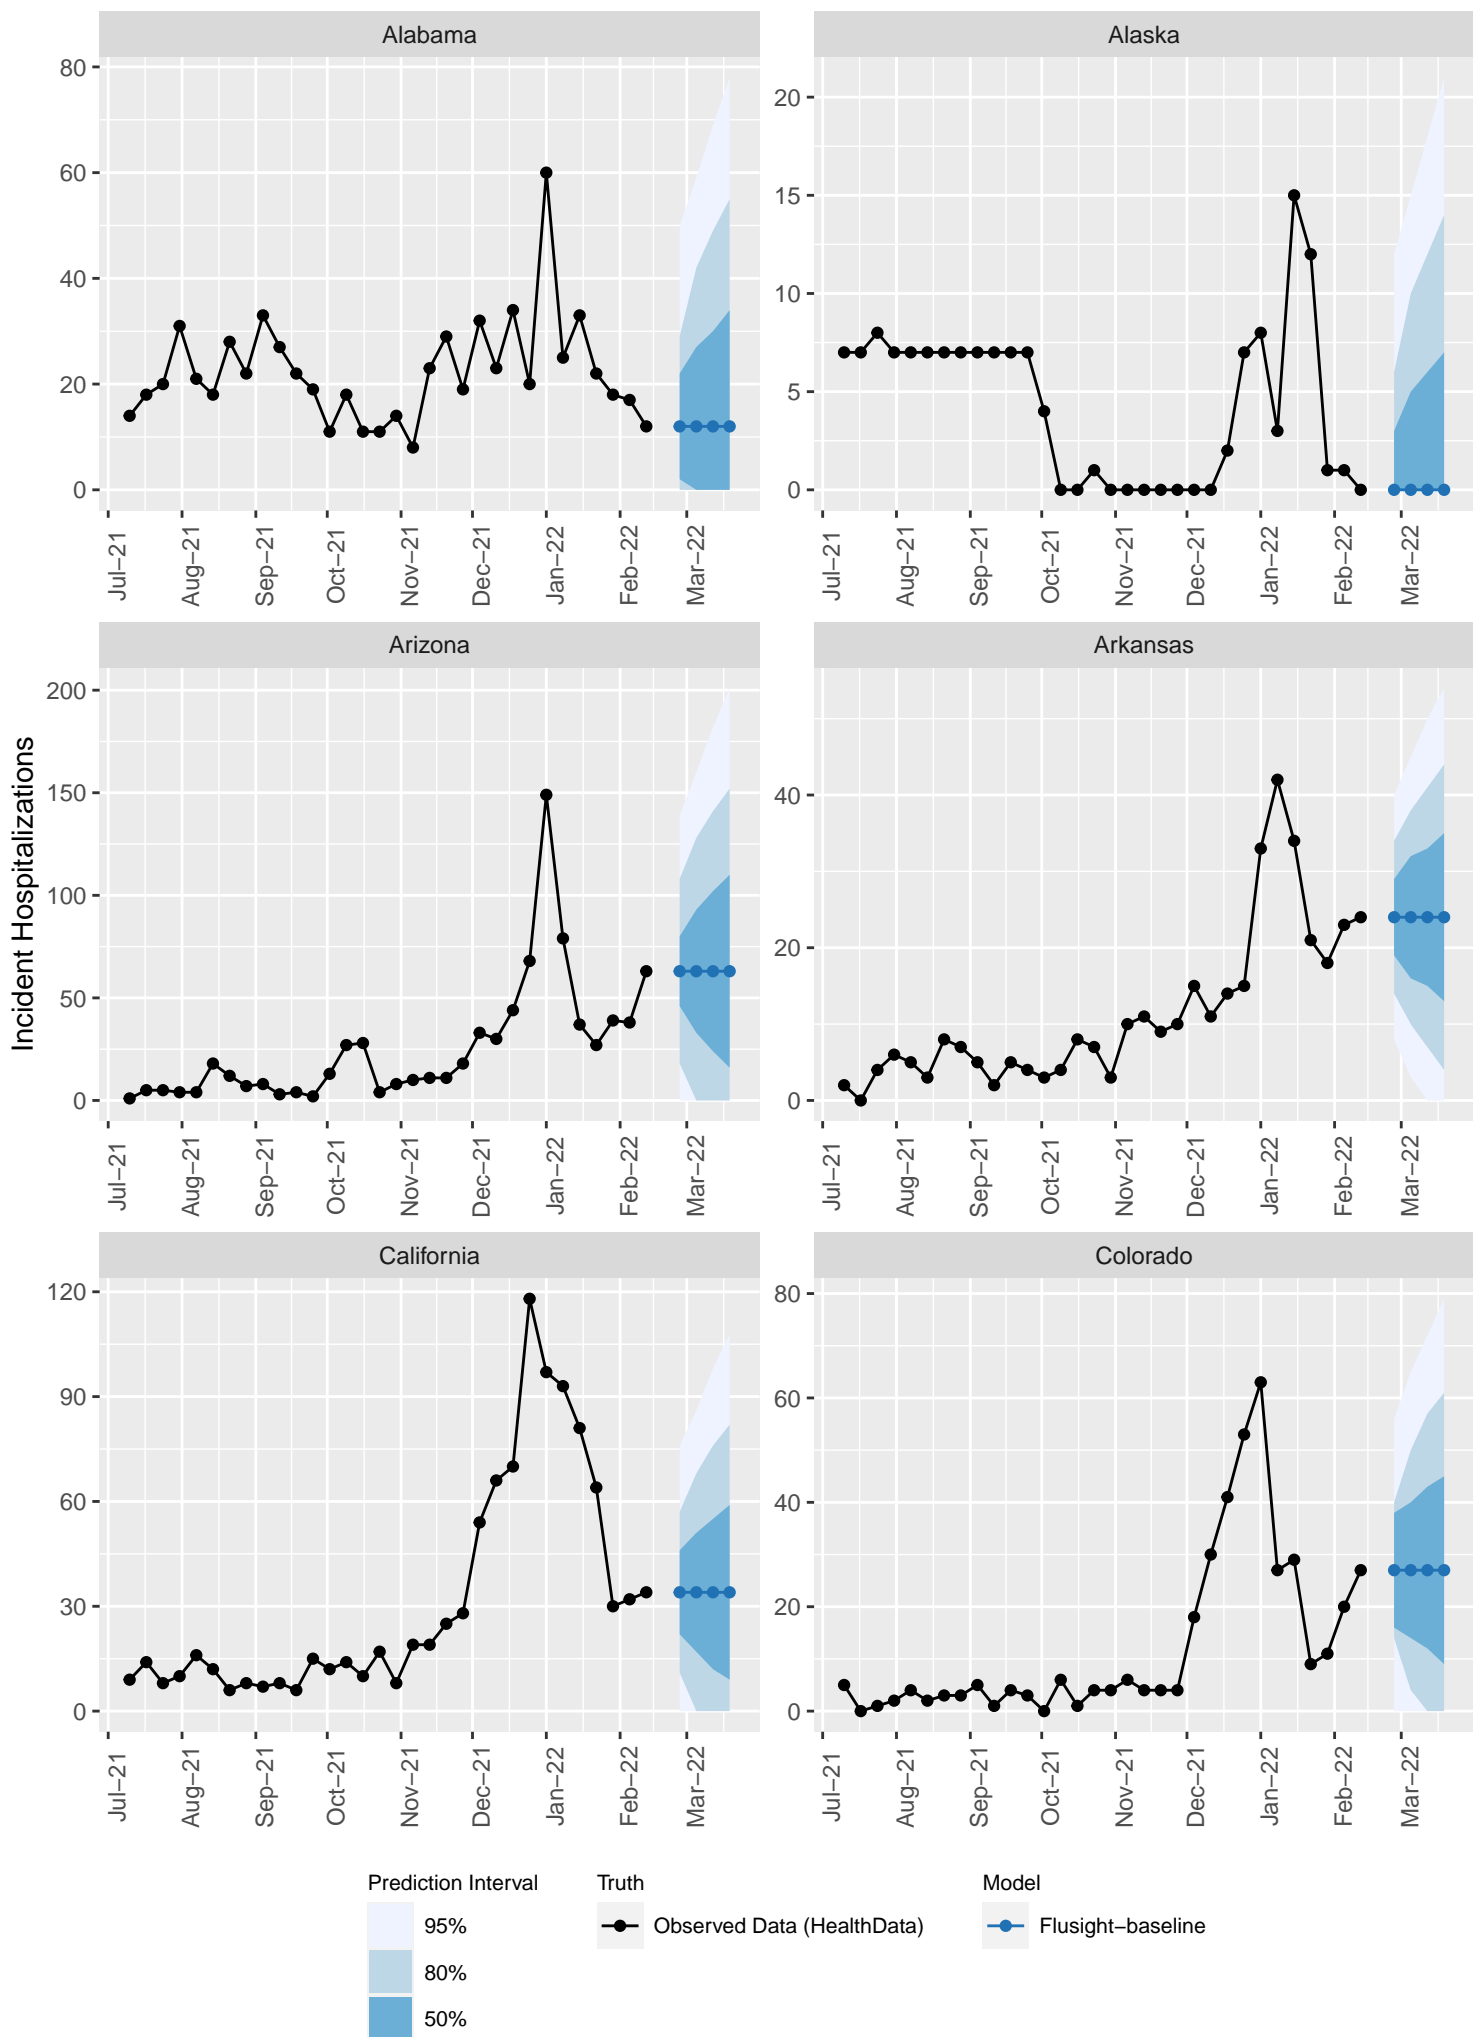 Alabama
Alaska
80
60
40
20
0
20
15
10
5
0
Jul−21
Aug−21
Sep−21
Oct−21
Nov−21
Dec−21
Jan−22
Feb−22
Mar−22
Jul−21
Aug−21
Sep−21
Oct−21
Nov−21
Dec−21
Jan−22
Feb−22
Mar−22
Incident Hospitalizations
Arizona
Arkansas
200
150
100
50
0
40
20
0
Jul−21
Aug−21
Sep−21
Oct−21
Nov−21
Dec−21
Jan−22
Feb−22
Mar−22
Jul−21
Aug−21
Sep−21
Oct−21
Nov−21
Dec−21
Jan−22
Feb−22
Mar−22
California
Colorado
120
90
60
30
0
80
60
40
20
0
Jul−21
Aug−21
Sep−21
Oct−21
Nov−21
Dec−21
Jan−22
Feb−22
Mar−22
Jul−21
Aug−21
Sep−21
Oct−21
Nov−21
Dec−21
Jan−22
Feb−22
Mar−22
Prediction Interval
95%
80%
50%
Truth
Observed Data (HealthData)
Model
Flusight−baseline